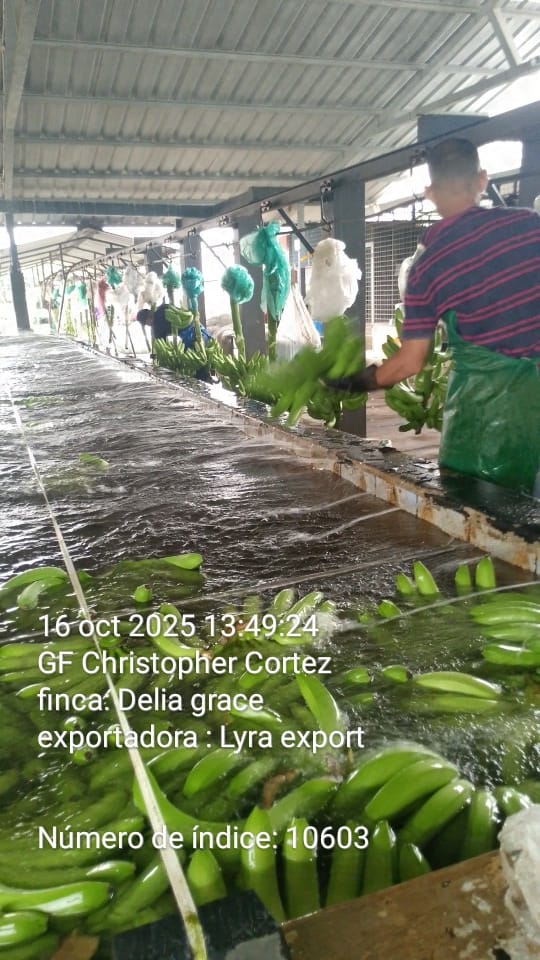 16 oct 2025 13:49:24
GF Christopher Cortez
finca: Delia grace
exportadora : Lyra export
Número de índice: 10603